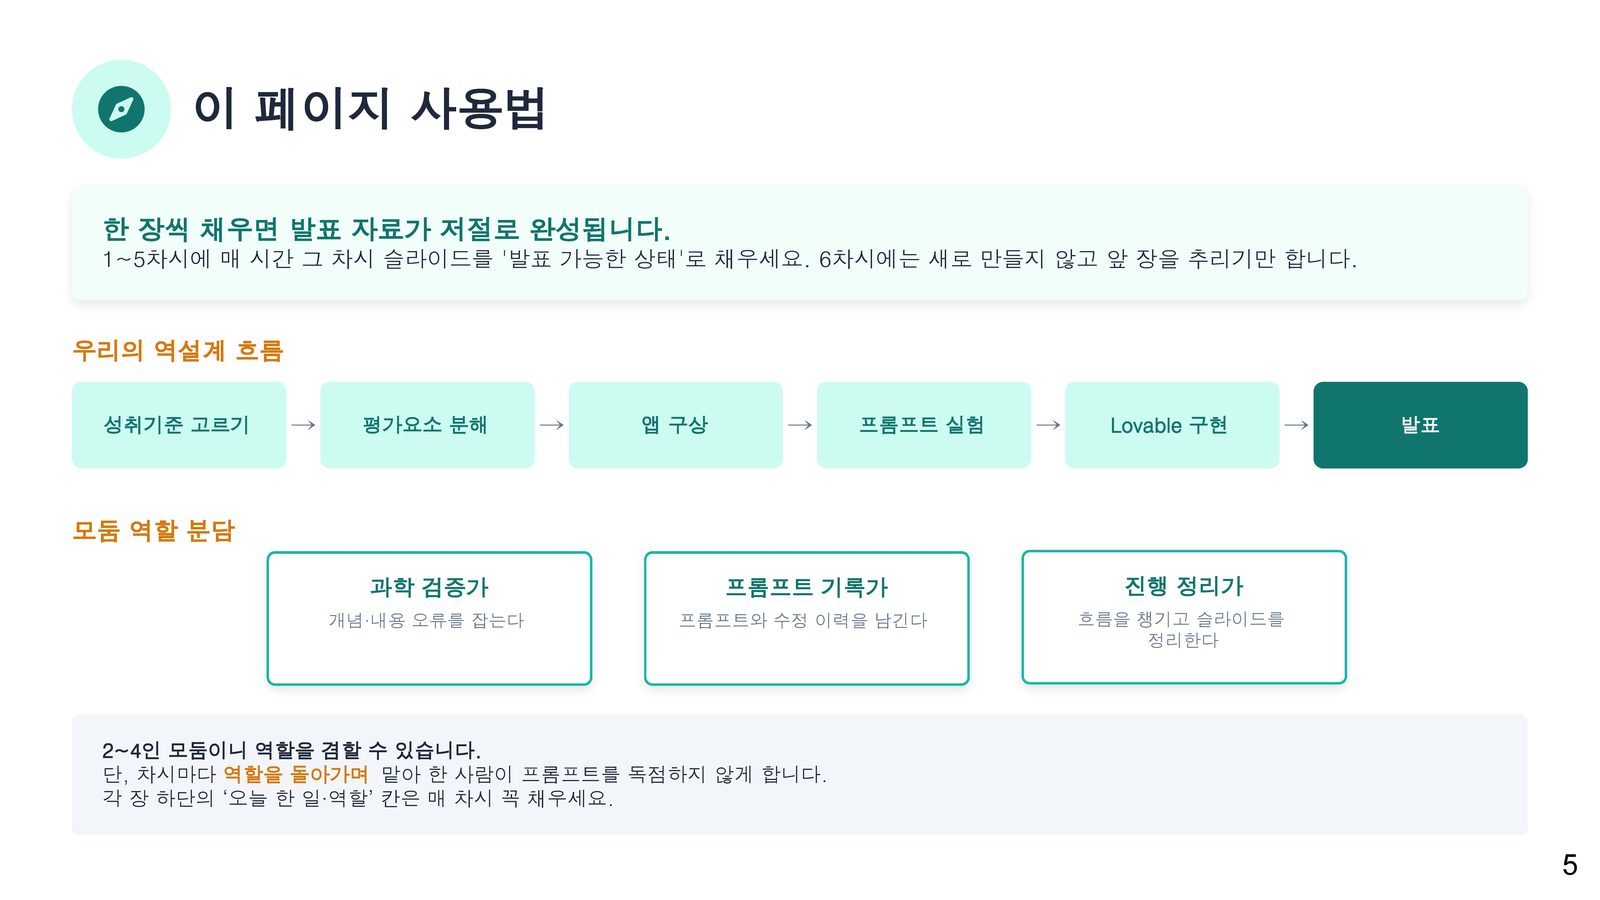 이 페이지 사용법
한 장씩 채우면 발표 자료가 저절로 완성됩니다.
1~5차시에 매 시간 그 차시 슬라이드를 '발표 가능한 상태'로 채우세요. 6차시에는 새로 만들지 않고 앞 장을 추리기만 합니다.
우리의 역설계 흐름
성취기준 고르기 → 평가요소 분해 → 앱 구상 → 프롬프트 실험 → Lovable 구현 → 발표
모둠 역할 분담
과학 검증가
개념·내용 오류를 잡는다
프롬프트 기록가
프롬프트와 수정 이력을 남긴다
진행 정리가
흐름을 챙기고 슬라이드를
정리한다
2~4인 모둠이니 역할을 겸할 수 있습니다.
단, 차시마다 역할을 돌아가며 맡아 한 사람이 프롬프트를 독점하지 않게 합니다.
각 장 하단의 ‘오늘 한 일·역할’ 칸은 매 차시 꼭 채우세요.
5